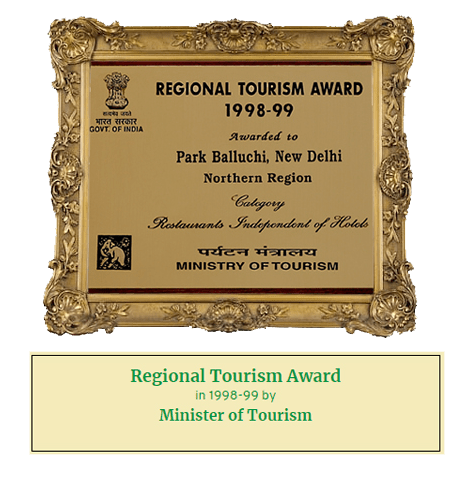 REGIONAL TOURISM AWARD
1998-99
सत्यमेव जयते
भारत सरकार
GOVT. OF INDIA
Awarded to
Park Balluchi, New Delhi
Northern Region
Category
Restaurants Independent of Hotels
पर्यटन मंत्रालय
MINISTRY OF TOURISM
Regional Tourism Award
in 1998-99 by
Minister of Tourism